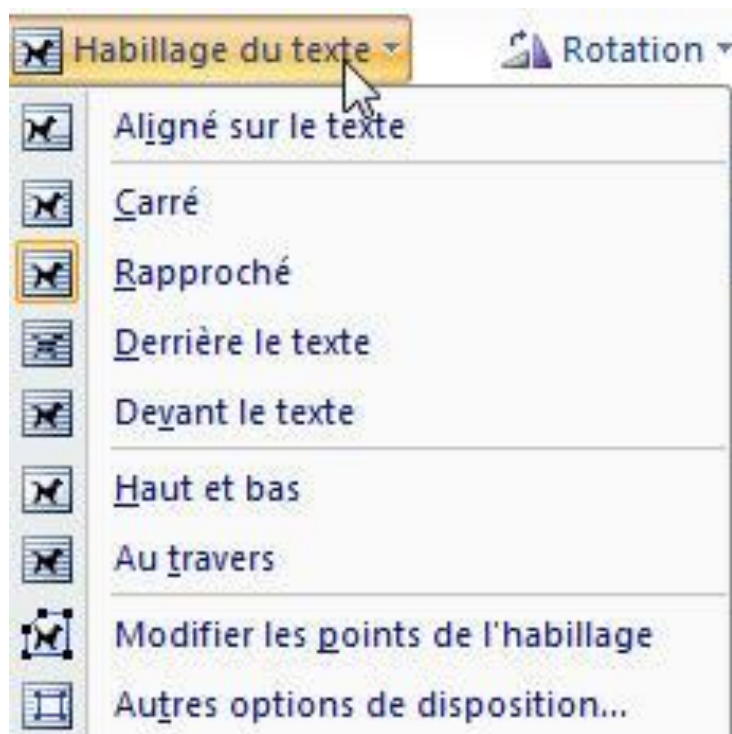 Habillage du texte Rotation
Aligné sur le texte
Carré
Rapproché
Derrière le texte
Devant le texte
Haut et bas
Au travers
Modifier les points de l'habillage
Autres options de disposition...